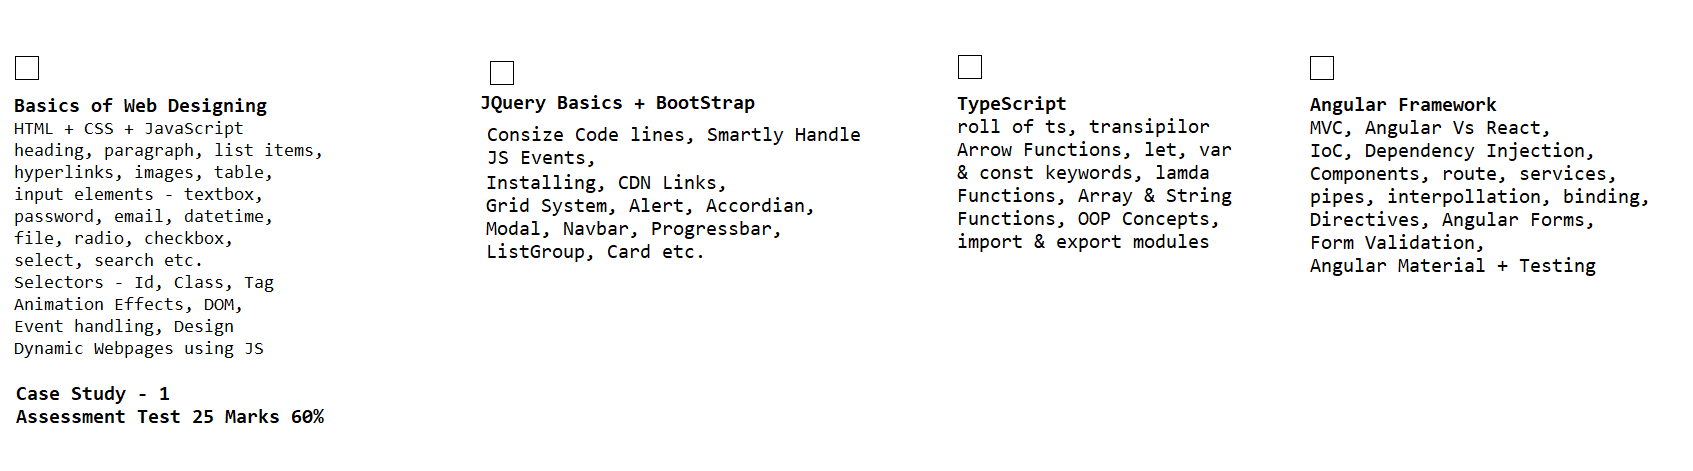 Basics of Web Designing
HTML + CSS + JavaScript
heading, paragraph, list items,
hyperlinks, images, table,
input elements - textbox,
password, email, datetime,
file, radio, checkbox,
select, search etc.
Selectors - Id, Class, Tag
Animation Effects, DOM,
Event handling, Design
Dynamic Webpages using JS
Case Study - 1
Assessment Test 25 Marks 60%
JQuery Basics + BootStrap
Consize Code lines, Smartly Handle
JS Events,
Installing, CDN Links,
Grid System, Alert, Accordian,
Modal, Navbar, Progressbar,
ListGroup, Card etc.
TypeScript
roll of ts, transipilor
Arrow Functions, let, var
& const keywords, lamda
Functions, Array & String
Functions, OOP Concepts,
import & export modules
Angular Framework
MVC, Angular Vs React,
IoC, Dependency Injection,
Components, route, services,
pipes, interpollation, binding,
Directives, Angular Forms,
Form Validation,
Angular Material + Testing